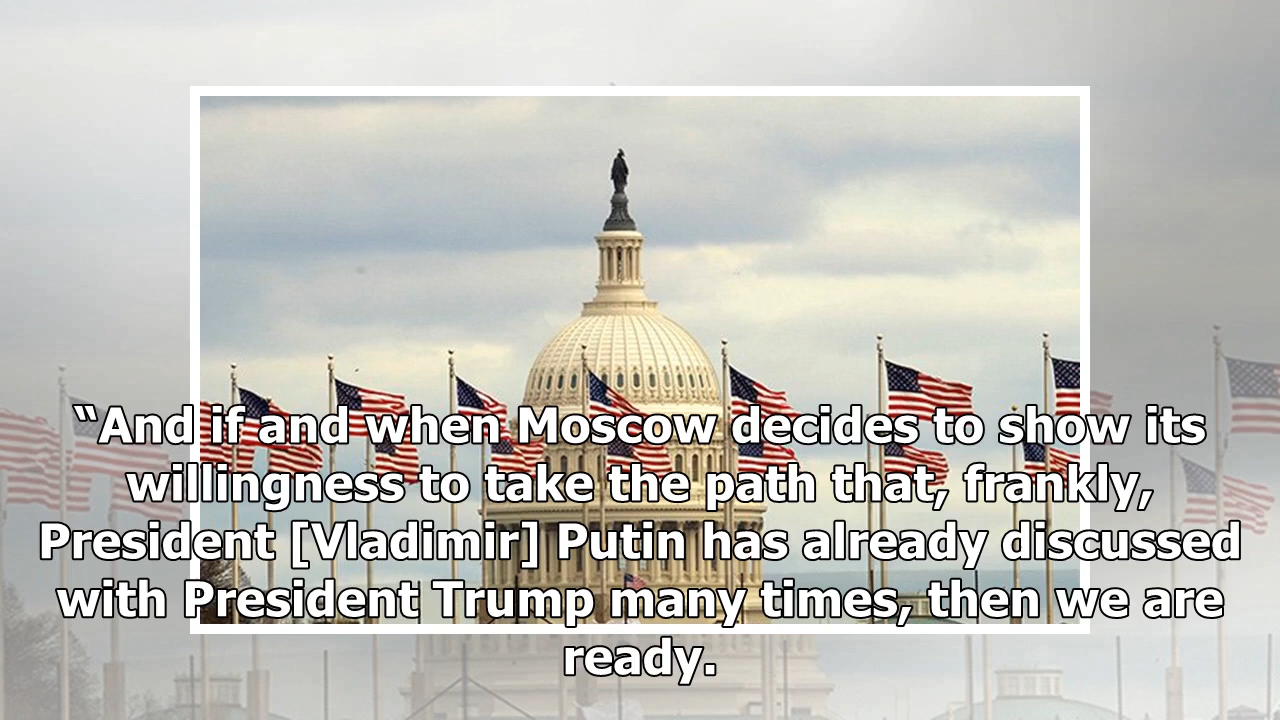 “And if and when Moscow decides to show its
willingness to take the path that, frankly,
President [Vladimir] Putin has already discussed
with President Trump many times, then we are
ready.